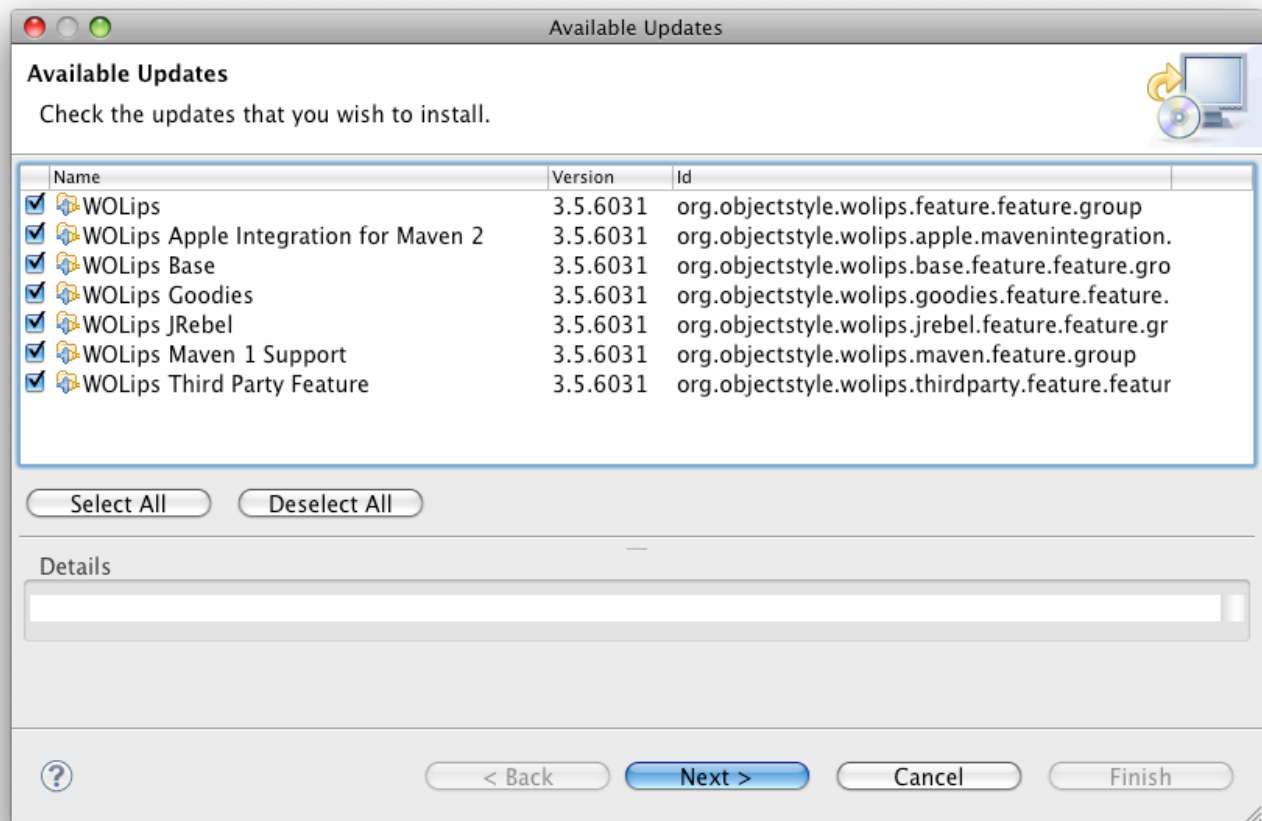 Available Updates
Available Updates
Check the updates that you wish to install.
Name Version Id
WOLips 3.5.6031 org.objectstyle.wolips.feature.feature.group
WOLips Apple Integration for Maven 2 3.5.6031 org.objectstyle.wolips.apple.mavenintegration.
WOLips Base 3.5.6031 org.objectstyle.wolips.base.feature.feature.gro
WOLips Goodies 3.5.6031 org.objectstyle.wolips.goodies.feature.feature.
WOLips JRebel 3.5.6031 org.objectstyle.wolips.jrebel.feature.feature.gr
WOLips Maven 1 Support 3.5.6031 org.objectstyle.wolips.maven.feature.group
WOLips Third Party Feature 3.5.6031 org.objectstyle.wolips.thirdparty.feature.featur
Select All Deselect All
Details
? < Back Next > Cancel Finish